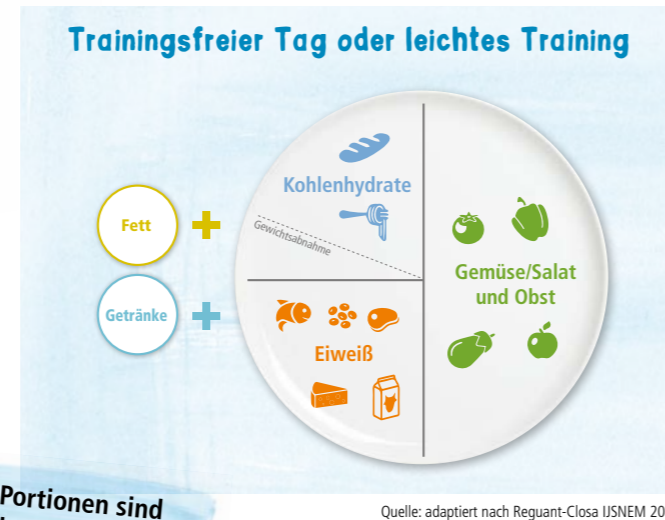 Trainingsfreier Tag oder leichtes Training
Kohlenhydrate
Gewichtsabnahme
Fett
+
Getränke
+
Gemüse/Salat
und Obst
Eiweiß
Portionen sind
Quelle: adaptiert nach Reguant-Closa IJSNEM 20